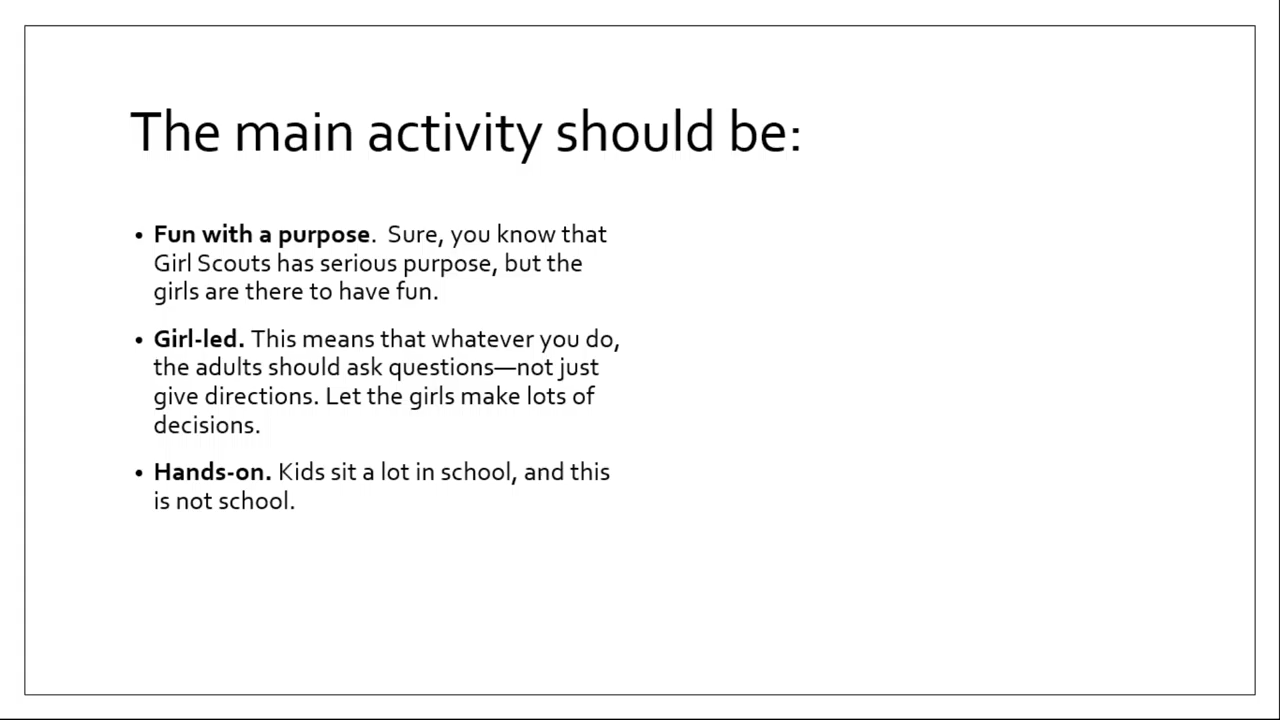 The main activity should be:
• Fun with a purpose.  Sure, you know that
Girl Scouts has serious purpose, but the
girls are there to have fun.
• Girl-led. This means that whatever you do,
the adults should ask questions—not just
give directions. Let the girls make lots of
decisions.
• Hands-on. Kids sit a lot in school, and this
is not school.